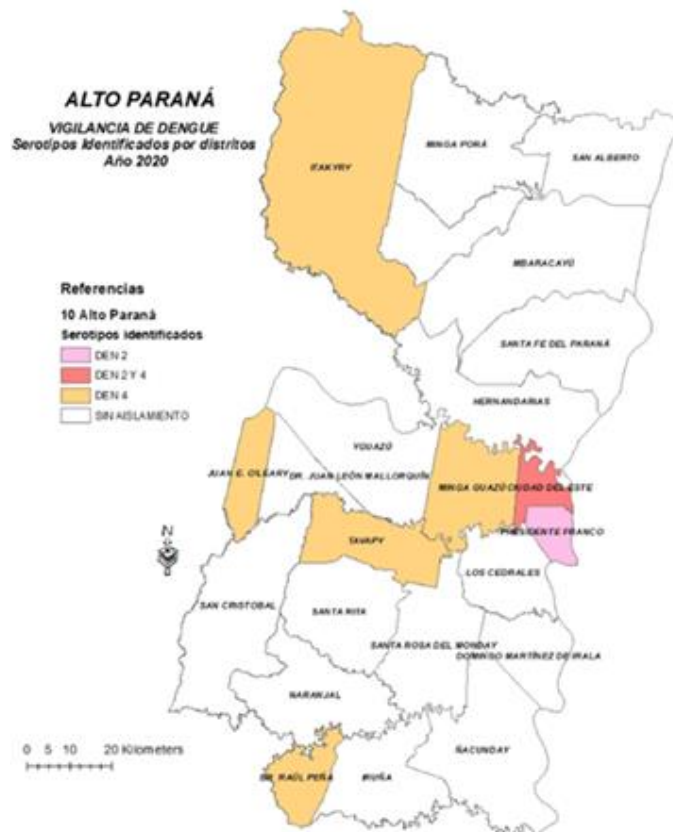 ALTO PARANÁ
VIGILANCIA DE DENGUE
Serotipos Identificados por distritos
Año 2020
ITAKYRY
MINGA PORÁ
SAN ALBERTO
MBARACAYÚ
Referencias
10 Alto Paraná
Serotipos Identificados
DEN 2
DEN 2 Y 4
DEN 4
SIN AISLAMIENTO
SANTA FE DEL PARANÁ
HERNANDARIAS
YGUAZÚ
JUAN E. O'LEARY
DR. JUAN LEÓN MALLORQUÍN
MINGA GUAZÚ
CIUDAD DEL ESTE
PRESIDENTE FRANCO
TAVAPY
LOS CEDRALES
N
SAN CRISTOBAL
SANTA RITA
SANTA ROSA DEL MONDAY
DOMINGO MARTÍNEZ DE IRALA
NARANJAL
ÑACUNDAY
0 5 10 20 Kilometers
DR. RAÚL PEÑA
IRUÑA